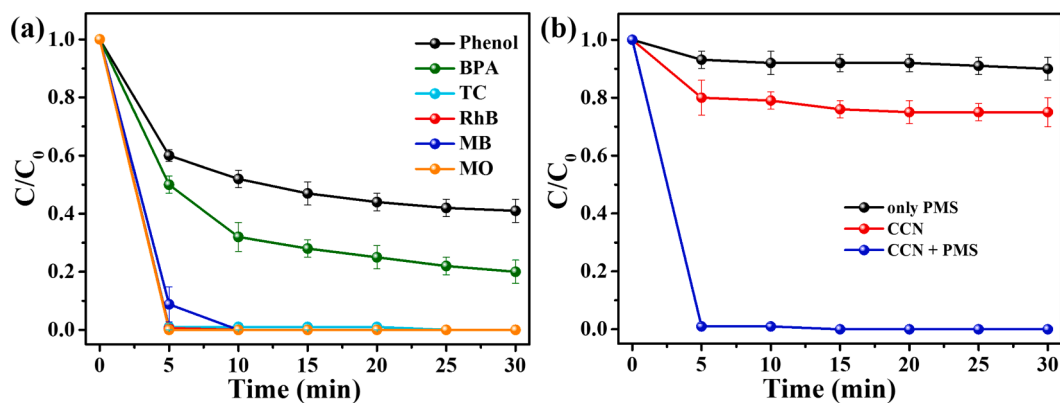 (a)
Phenol
BPA
TC
RhB
MB
MO
C/C0
1.0
0.8
0.6
0.4
0.2
0.0
0 5 10 15 20 25 30
Time (min)
(b)
only PMS
CCN
CCN + PMS
C/C0
1.0
0.8
0.6
0.4
0.2
0.0
0 5 10 15 20 25 30
Time (min)